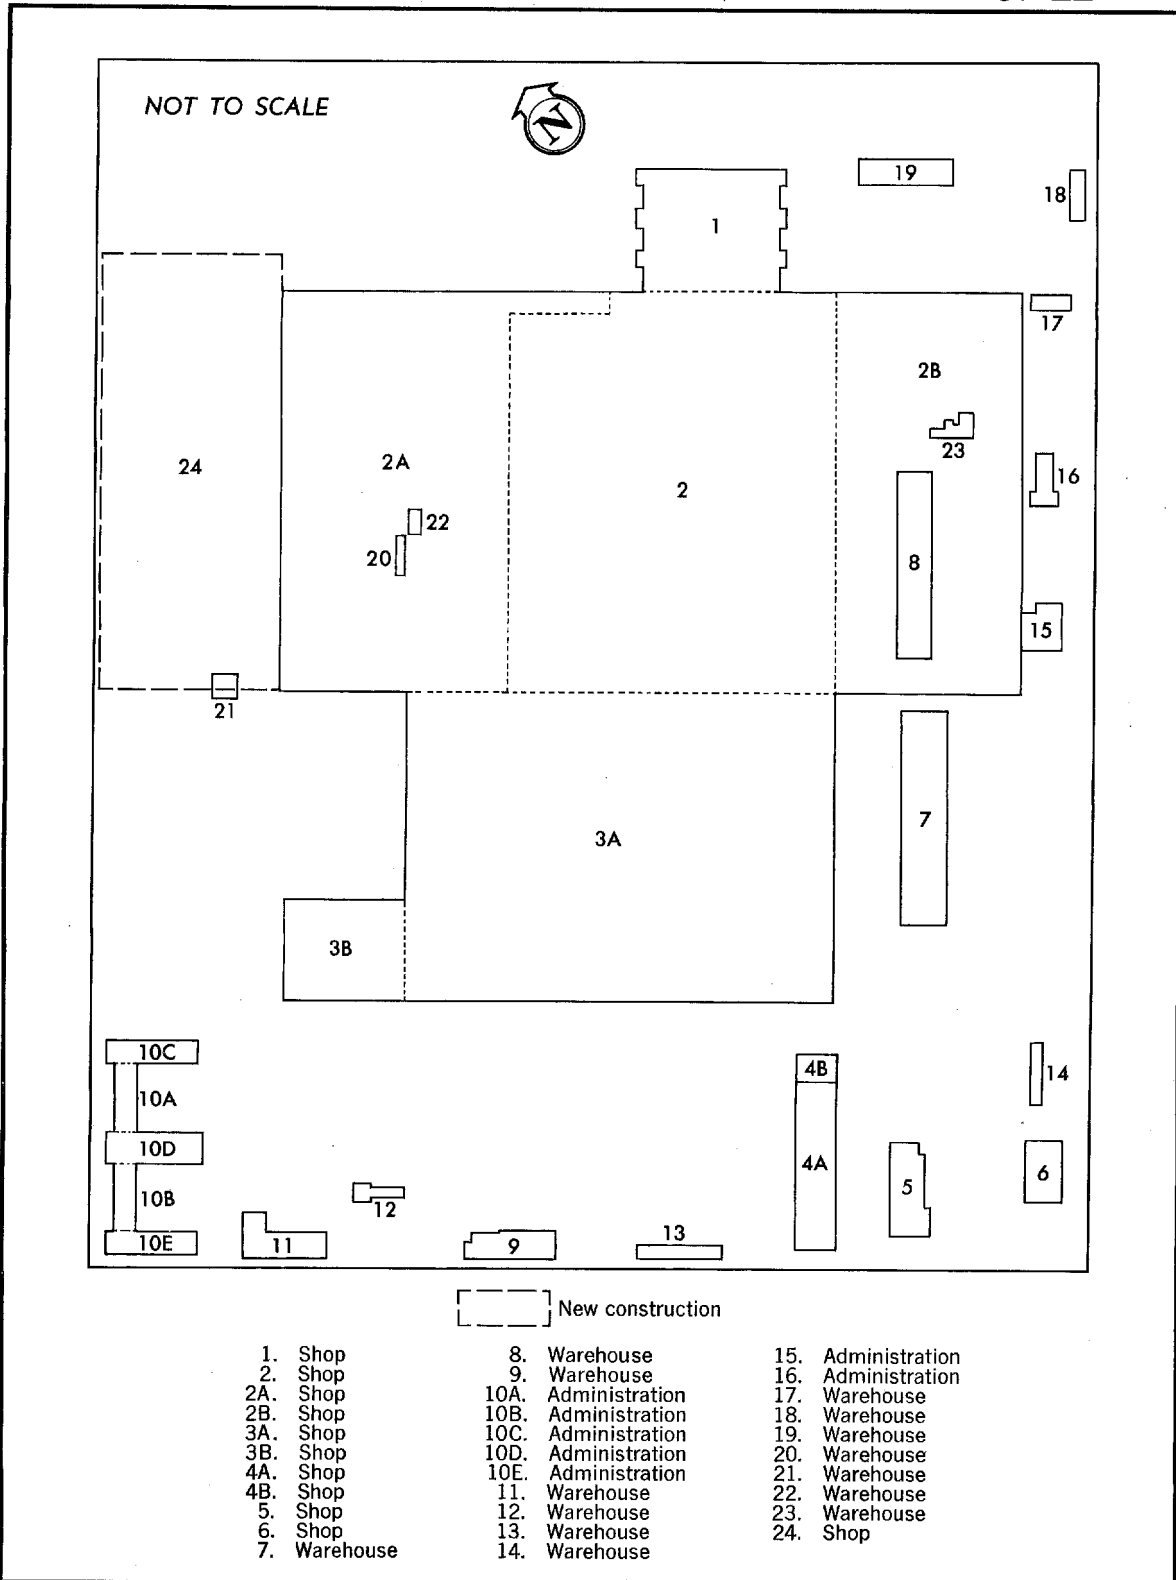 NOT TO SCALE
N
19
18
1
17
2B
23
24
2A
2
16
22
20
8
15
21
7
3A
3B
10C
4B
14
10A
10D
4A
6
5
10B
12
13
10E
11
9
New construction
1. Shop
2. Shop
2A. Shop
2B. Shop
3A. Shop
3B. Shop
4A. Shop
4B. Shop
5. Shop
6. Shop
7. Warehouse
8. Warehouse
9. Warehouse
10A. Administration
10B. Administration
10C. Administration
10D. Administration
10E. Administration
11. Warehouse
12. Warehouse
13. Warehouse
14. Warehouse
15. Administration
16. Administration
17. Warehouse
18. Warehouse
19. Warehouse
20. Warehouse
21. Warehouse
22. Warehouse
23. Warehouse
24. Shop